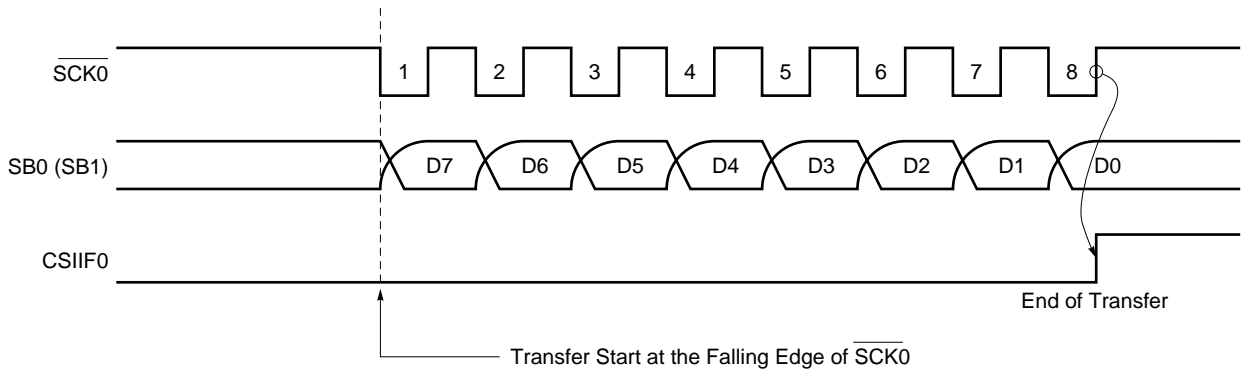 SCK0
1 2 3 4 5 6 7 8
SB0 (SB1)
D7 D6 D5 D4 D3 D2 D1 D0
CSIIF0
End of Transfer
Transfer Start at the Falling Edge of SCK0